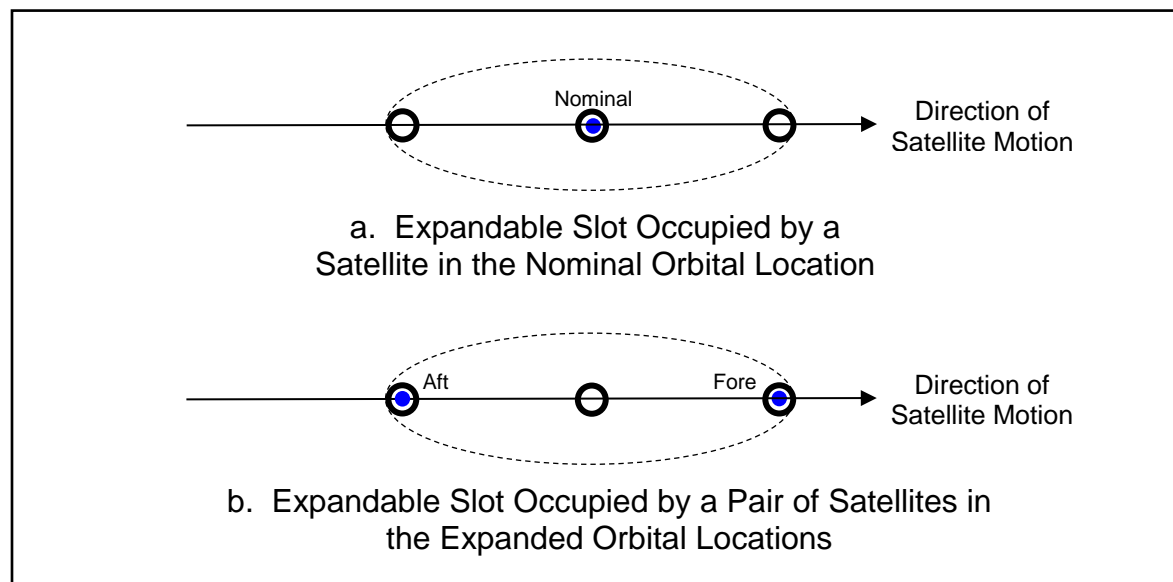 Nominal
Direction of
Satellite Motion
a. Expandable Slot Occupied by a
Satellite in the Nominal Orbital Location
Aft
Fore
Direction of
Satellite Motion
b. Expandable Slot Occupied by a Pair of Satellites in
the Expanded Orbital Locations